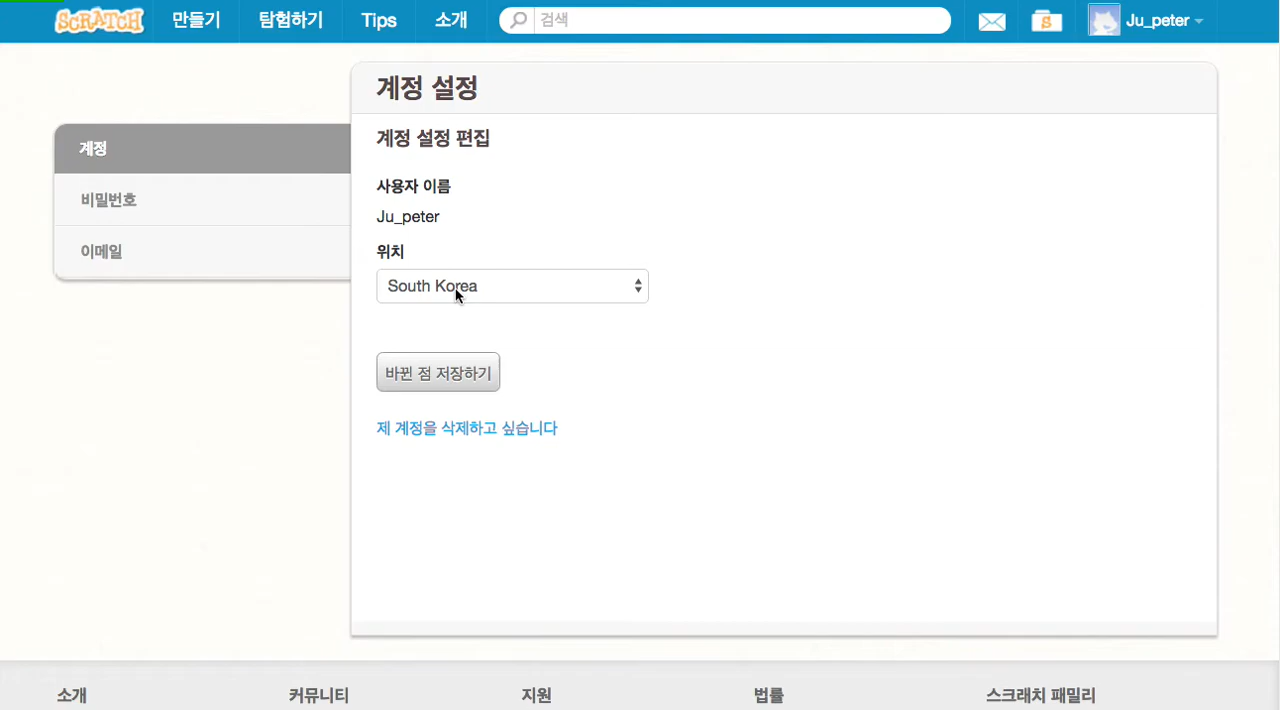 SCRATCH 만들기 탐험하기 Tips 소개 검색 S Ju_peter
계정 설정
계정 설정 편집
계정
비밀번호
이메일
사용자 이름
Ju_peter
위치
South Korea
바뀐 점 저장하기
제 계정을 삭제하고 싶습니다
소개 커뮤니티 지원 법률 스크래치 패밀리